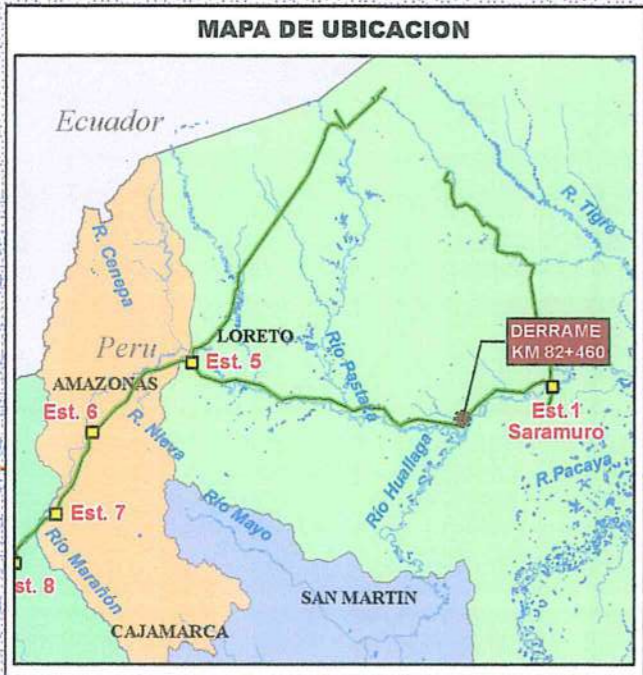 MAPA DE UBICACION
Ecuador
R. Cenepa
R. Tigre
Peru
LORETO
DERRAME
KM 82+460
Est. 5
AMAZONAS
Río Pastaza
Est.1
Saramuro
Est. 6
R. Nieva
Río Huallaga
R.Pacaya
Est. 7
Río Mayo
Río Marañón
st. 8
SAN MARTIN
CAJAMARCA